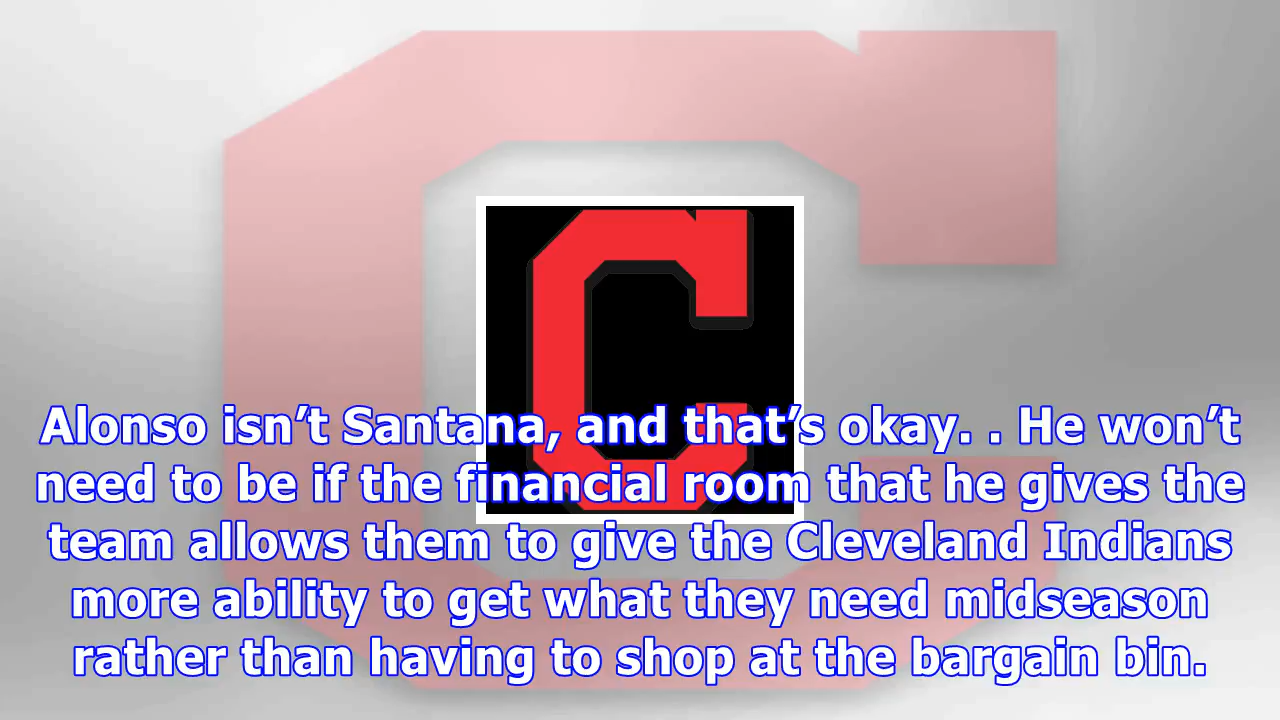 Alonso isn’t Santana, and that’s okay. . He won’t
need to be if the financial room that he gives the
team allows them to give the Cleveland Indians
more ability to get what they need midseason
rather than having to shop at the bargain bin.